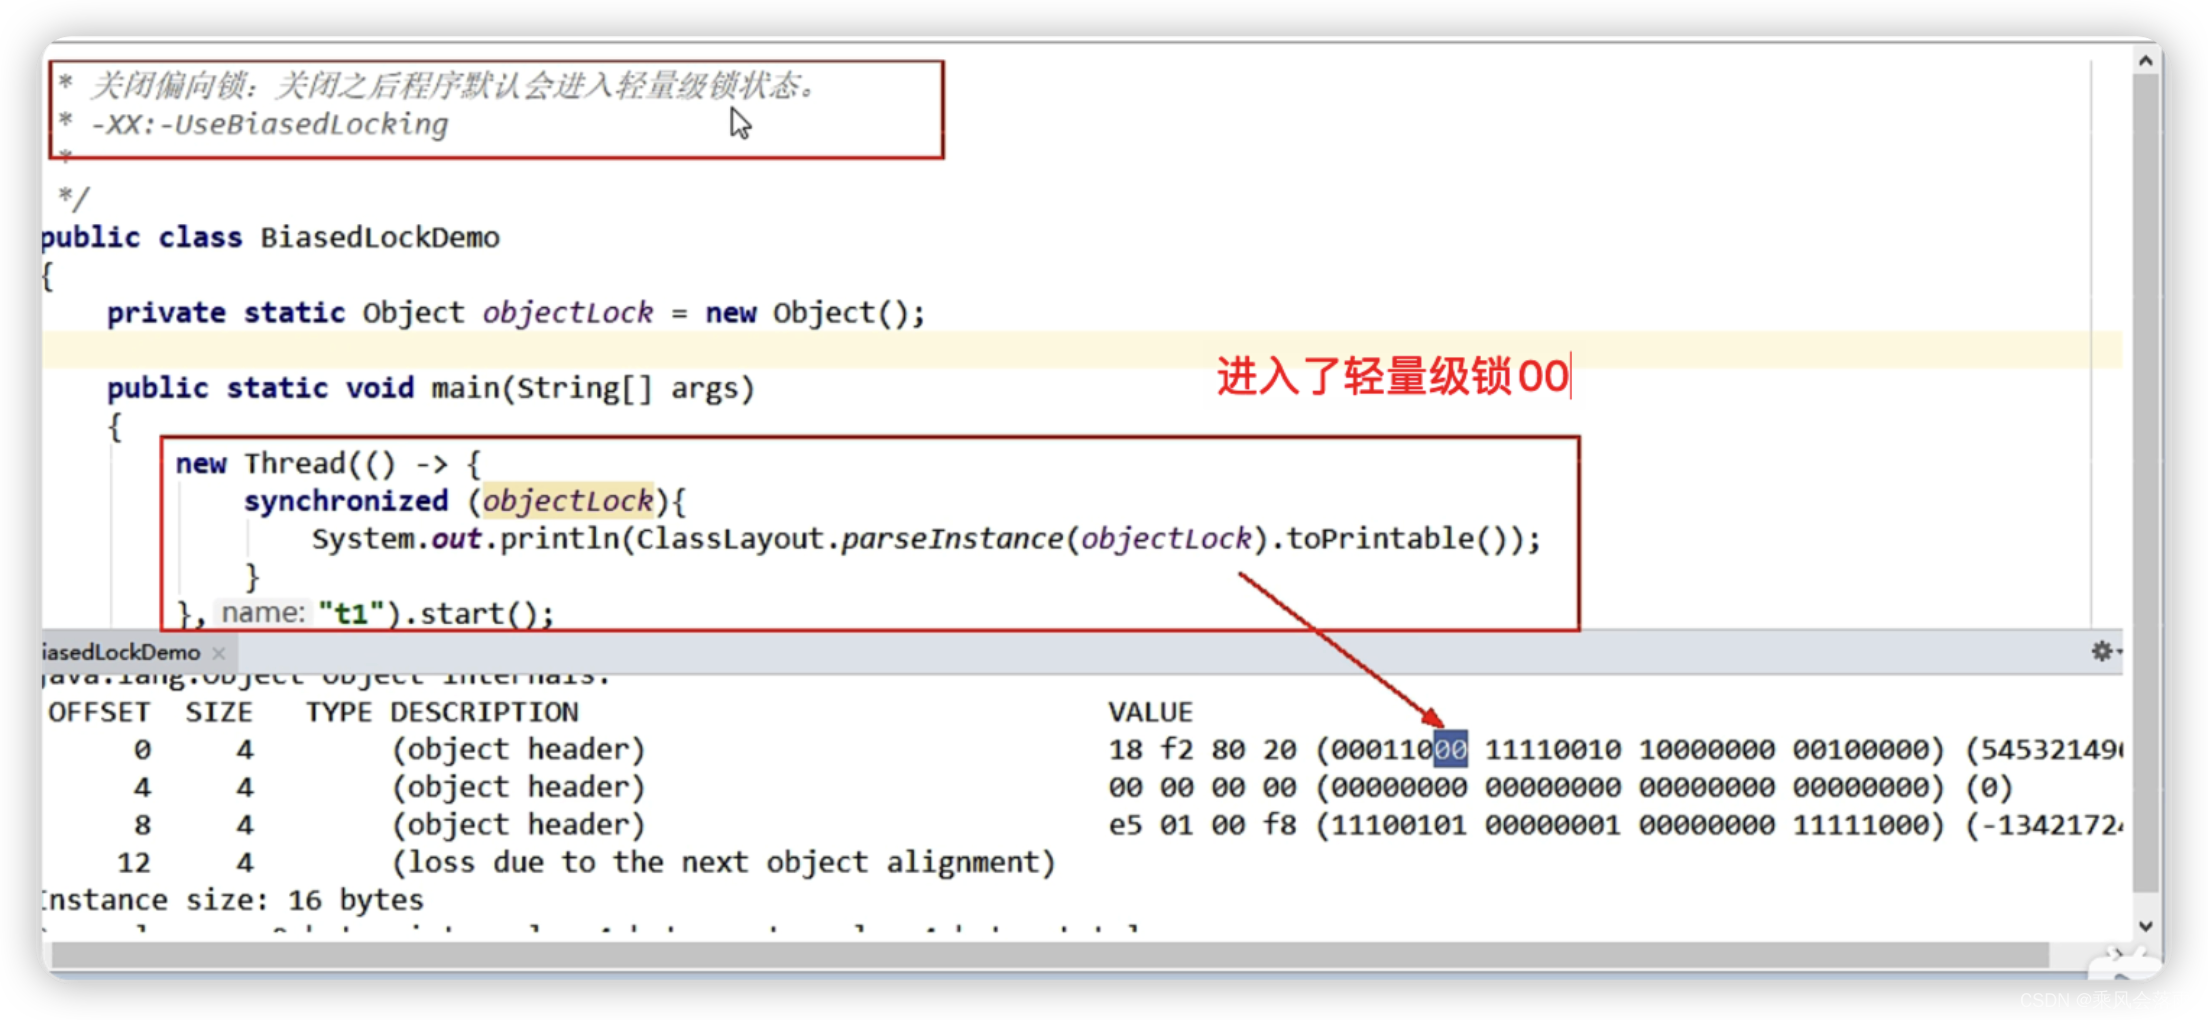 * 关闭偏向锁：关闭之后程序默认会进入轻量级锁状态。
* -XX:-UseBiasedLocking
*
*/
public class BiasedLockDemo
{
private static Object objectLock = new Object();
进入了轻量级锁00
public static void main(String[] args)
{
new Thread(() -> {
synchronized (objectLock){
System.out.println(ClassLayout.parseInstance(objectLock).toPrintable());
}
}, name: "t1").start();
iasedLockDemo
java.lang.Object object internals:
OFFSET SIZE TYPE DESCRIPTION VALUE
0 4 (object header) 18 f2 80 20 (00011000 11110010 10000000 00100000) (545321496
4 4 (object header) 00 00 00 00 (00000000 00000000 00000000 00000000) (0)
8 4 (object header) e5 01 00 f8 (11100101 00000001 00000000 11111000) (-13421724
12 4 (loss due to the next object alignment)
Instance size: 16 bytes
CSDN @乘风